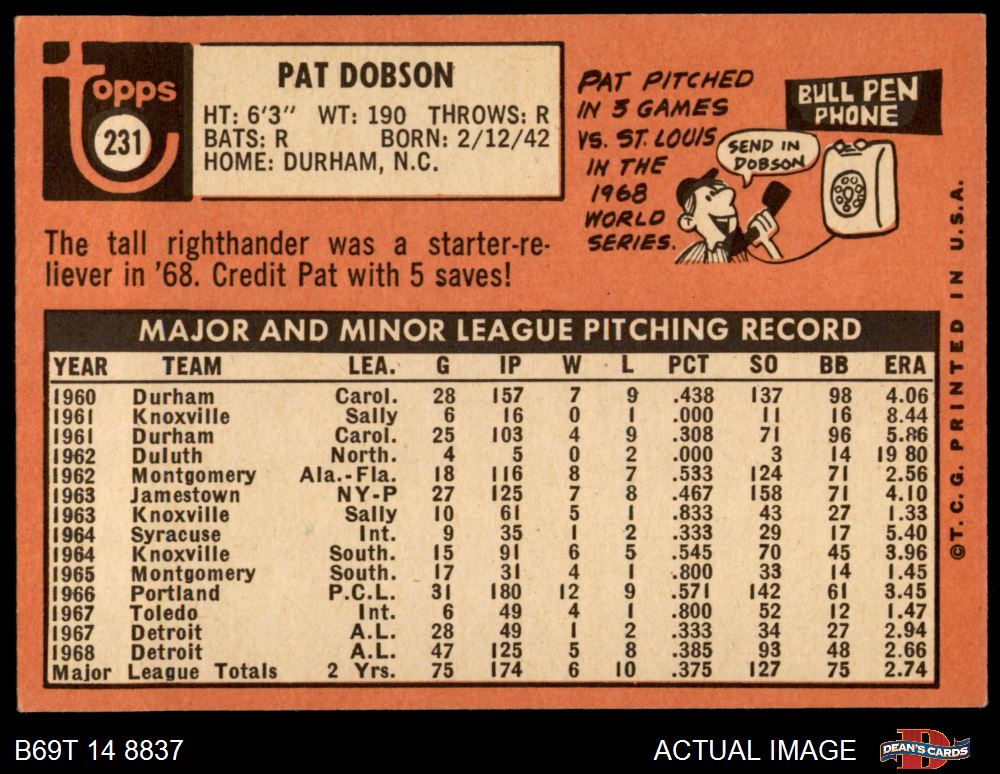 topps
231
PAT DOBSON
HT: 6'3" WT: 190 THROWS: R
BATS: R BORN: 2/12/42
HOME: DURHAM, N.C.
The tall righthander was a starter-re-
liever in '68. Credit Pat with 5 saves!
PAT PITCHED
IN 3 GAMES
VS. ST. LOUIS
IN THE
1968
WORLD
SERIES.
BULL PEN
PHONE
SEND IN
DOBSON
MAJOR AND MINOR LEAGUE PITCHING RECORD
YEAR TEAM LEA. G IP W L PCT SO BB ERA
1960 Durham Carol. 28 157 7 9 .438 137 98 4.06
1961 Knoxville Sally 6 16 0 1 .000 11 16 8.44
1961 Durham Carol. 25 103 4 9 .308 71 96 5.86
1962 Duluth North. 4 5 0 2 .000 3 14 19 80
1962 Montgomery Ala.-Fla. 18 116 8 7 .533 124 71 2.56
1963 Jamestown NY-P 27 125 7 8 .467 158 71 4.10
1963 Knoxville Sally 10 61 5 1 .833 43 27 1.33
1964 Syracuse Int. 9 35 1 2 .333 29 17 5.40
1964 Knoxville South. 15 91 6 5 .545 70 45 3.96
1965 Montgomery South. 17 31 4 1 .800 33 14 1.45
1966 Portland P.C.L. 31 180 12 9 .571 142 61 3.45
1967 Toledo Int. 6 49 4 1 .800 52 12 1.47
1967 Detroit A.L. 28 49 1 2 .333 34 27 2.94
1968 Detroit A.L. 47 125 5 8 .385 93 48 2.66
Major League Totals 2 Yrs. 75 174 6 10 .375 127 75 2.74
©T. C. G. PRINTED IN U.S.A.
B69T 14 8837
ACTUAL IMAGE
DEAN'S CARDS